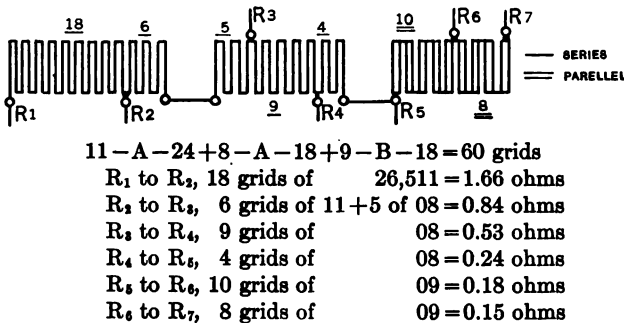 18 6 5 R3 4 10 R6 R7
SERIES
PARELLEL
R1 R2 9 R4 R5 8
11-A-24+8-A-18+9-B-18=60 grids
R₁ to R₂, 18 grids of 26,511=1.66 ohms
R₂ to R₃, 6 grids of 11+5 of 08=0.84 ohms
R₃ to R₄, 9 grids of 08=0.53 ohms
R₄ to R₅, 4 grids of 08=0.24 ohms
R₅ to R₆, 10 grids of 09=0.18 ohms
R₆ to R₇, 8 grids of 09=0.15 ohms